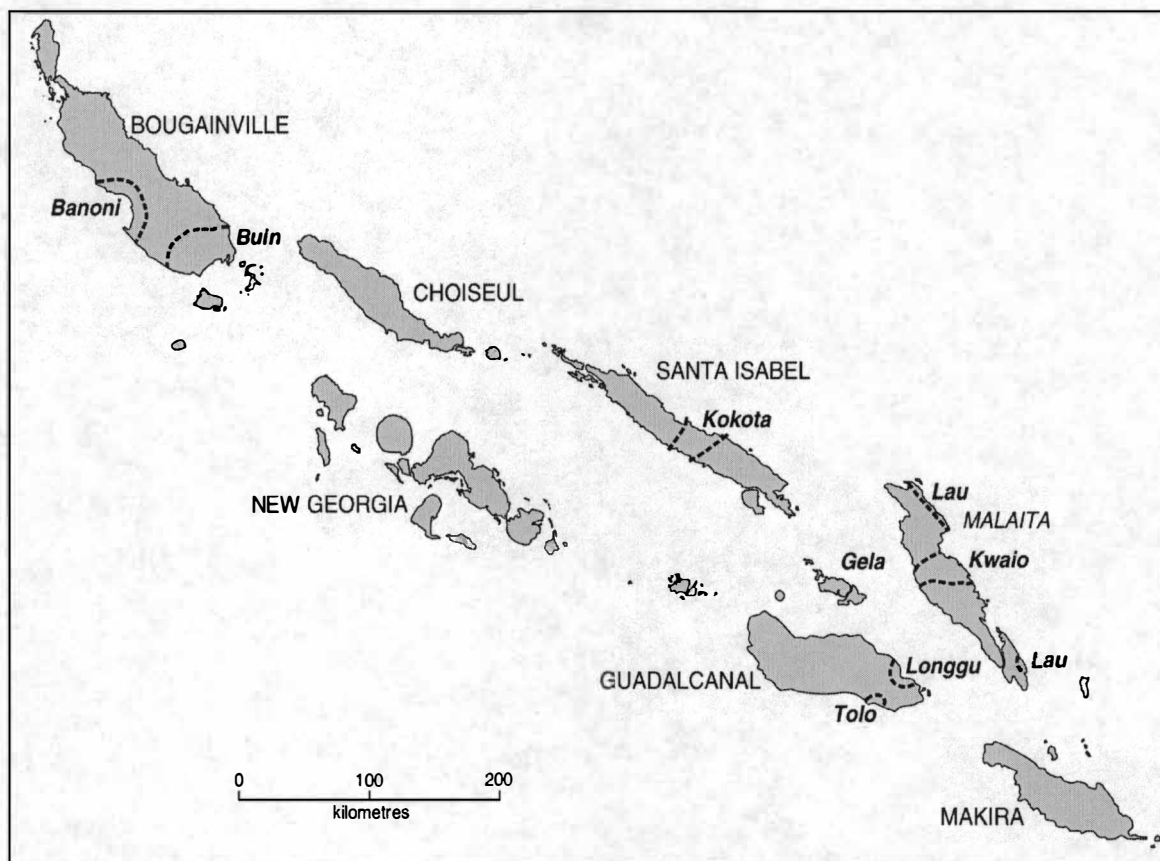 BOUGAINVILLE
Banoni
Buin
CHOISEUL
SANTA ISABEL
Kokota
NEW GEORGIA
Lau
MALAITA
Gela
Kwaio
GUADALCANAL
Longgu
Lau
Tolo
0 100 200
kilometres
MAKIRA